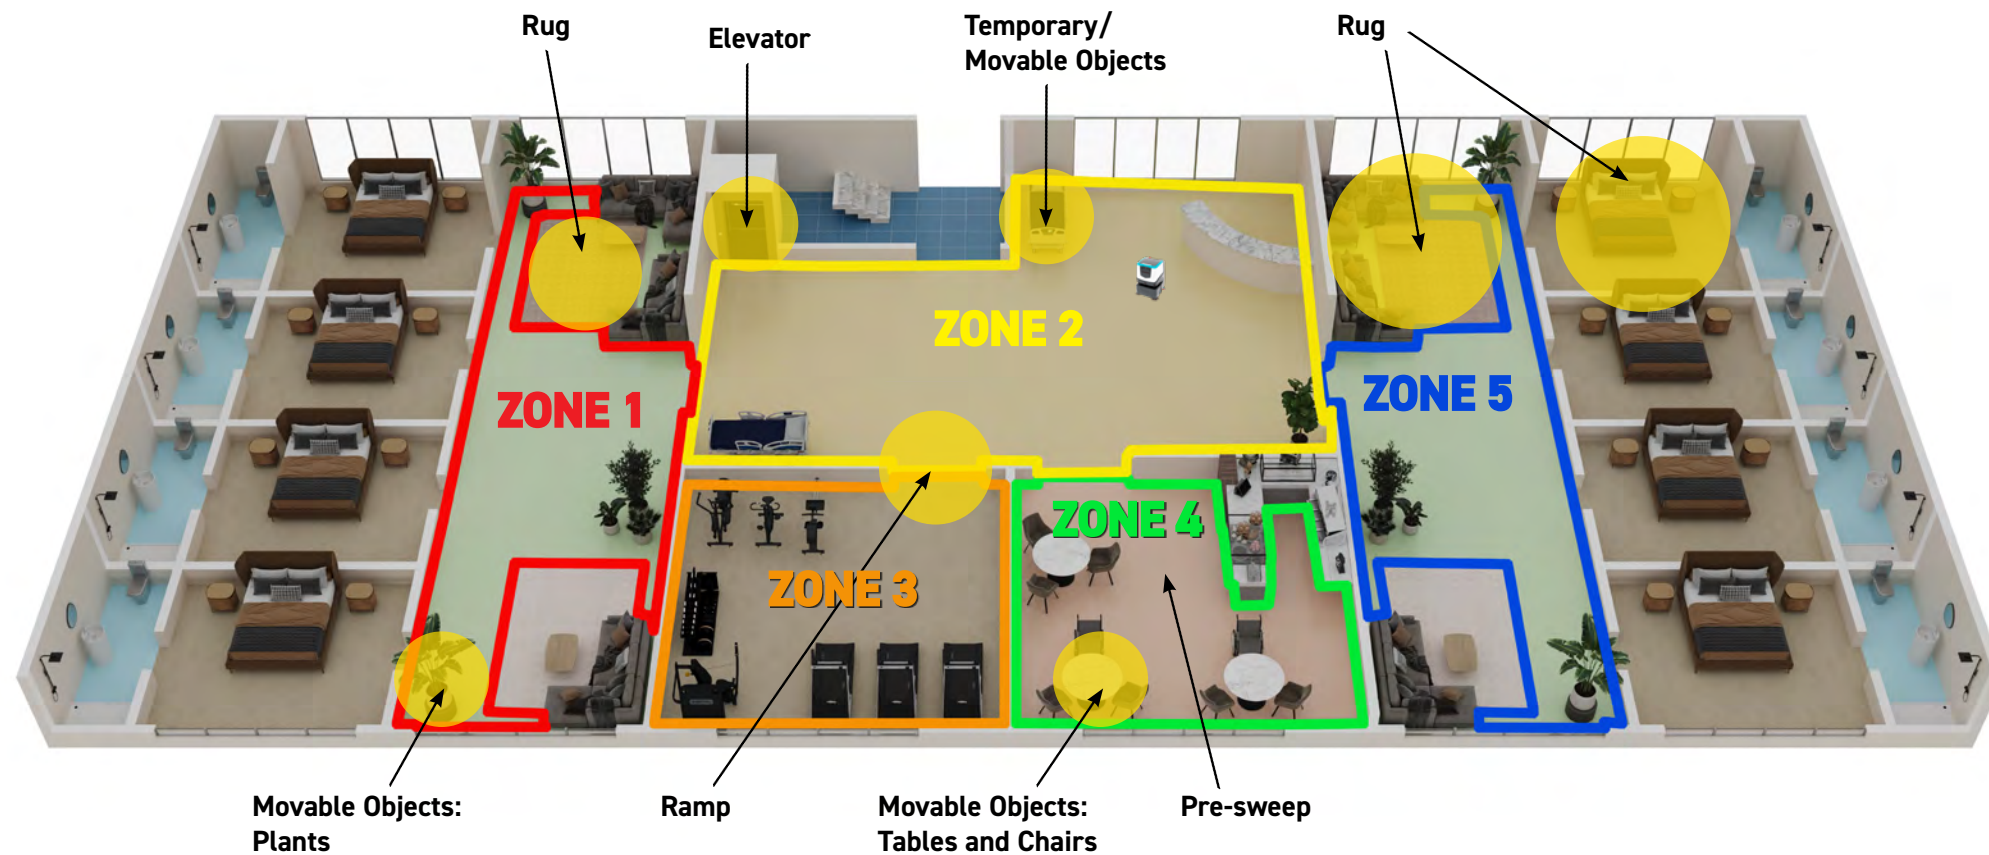 Rug
Elevator
Temporary/
Movable Objects
Rug
ZONE 1
ZONE 2
ZONE 3
ZONE 4
ZONE 5
Movable Objects:
Plants
Ramp
Movable Objects:
Tables and Chairs
Pre-sweep